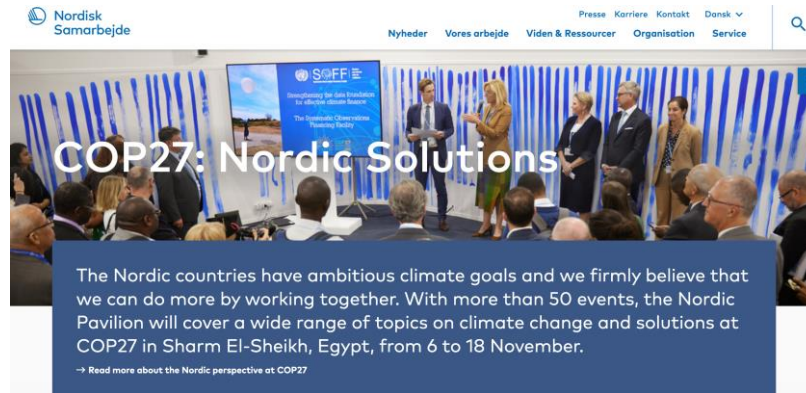 Nordisk
Samarbejde
Presse Karriere Kontakt Dansk
Nyheder Vores arbejde Viden & Ressourcer Organisation Service
SOFF
Strengthening the data foundation
for effective climate finance
The Systematic Observations
Financing Facility
COP27: Nordic Solutions
The Nordic countries have ambitious climate goals and we firmly believe that
we can do more by working together. With more than 50 events, the Nordic
Pavilion will cover a wide range of topics on climate change and solutions at
COP27 in Sharm El-Sheikh, Egypt, from 6 to 18 November.
→ Read more about the Nordic perspective at COP27